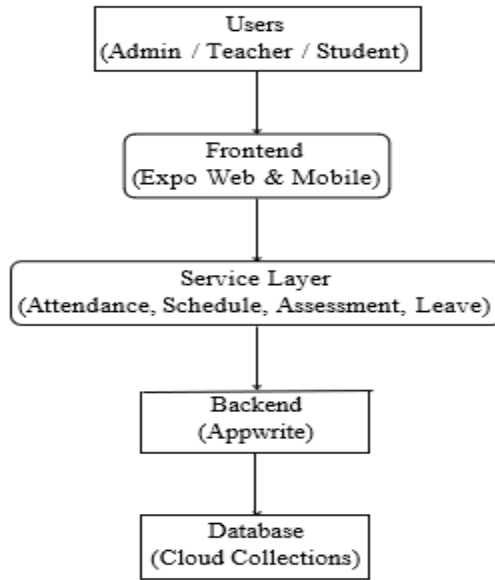 Users
(Admin / Teacher / Student)
Frontend
(Expo Web & Mobile)
Service Layer
(Attendance, Schedule, Assessment, Leave)
Backend
(Appwrite)
Database
(Cloud Collections)